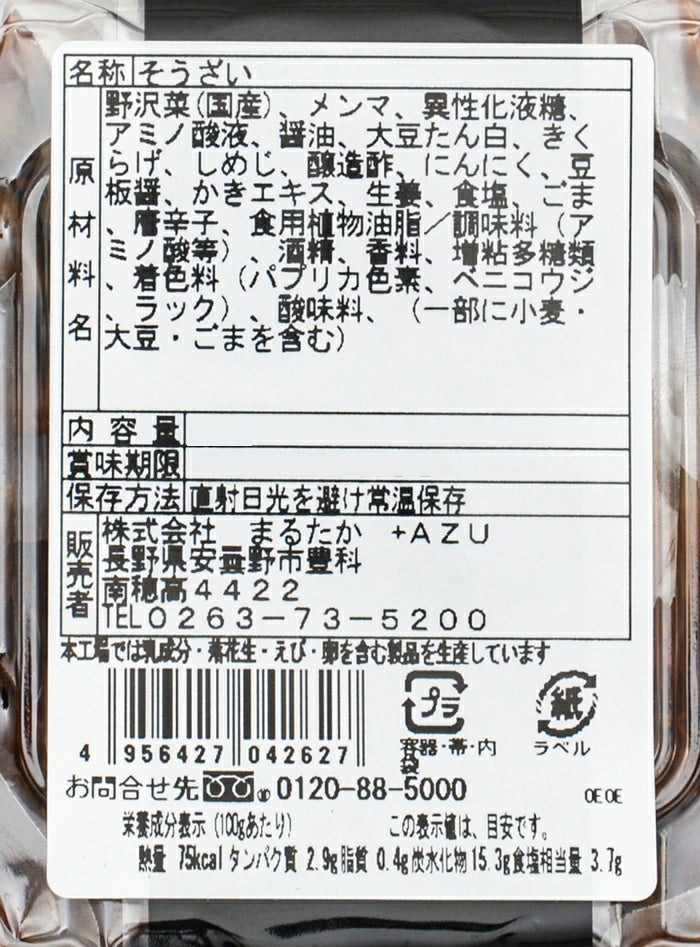 名称 そうざい
原材料名
野沢菜(国産)、メンマ、異性化液糖、
アミノ酸液、醤油、大豆たん白、きく
らげ、しめじ、醸造酢、にんにく、豆
板醤、かきエキス、生姜、食塩、ごま
、唐辛子、食用植物油脂/調味料(ア
ミノ酸等)、酒精、香料、増粘多糖類
、着色料(パプリカ色素、ベニコウジ
、ラック)、酸味料、(一部に小麦・
大豆・ごまを含む)
内容量
賞味期限
保存方法 直射日光を避け常温保存
販売者
株式会社 まるたか +AZU
長野県安曇野市豊科
南穂高4422
TEL0263-73-5200
本工場では乳成分・落花生・えび・卵を含む製品を生産しています
プラ
容器・帯・内袋
紙
ラベル
4 956427 042627
お問合せ先 0120-88-5000
OEOE
栄養成分表示(100gあたり) この表示値は、目安です。
熱量 75kcal タンパク質 2.9g 脂質 0.4g 炭水化物 15.3g 食塩相当量 3.7g